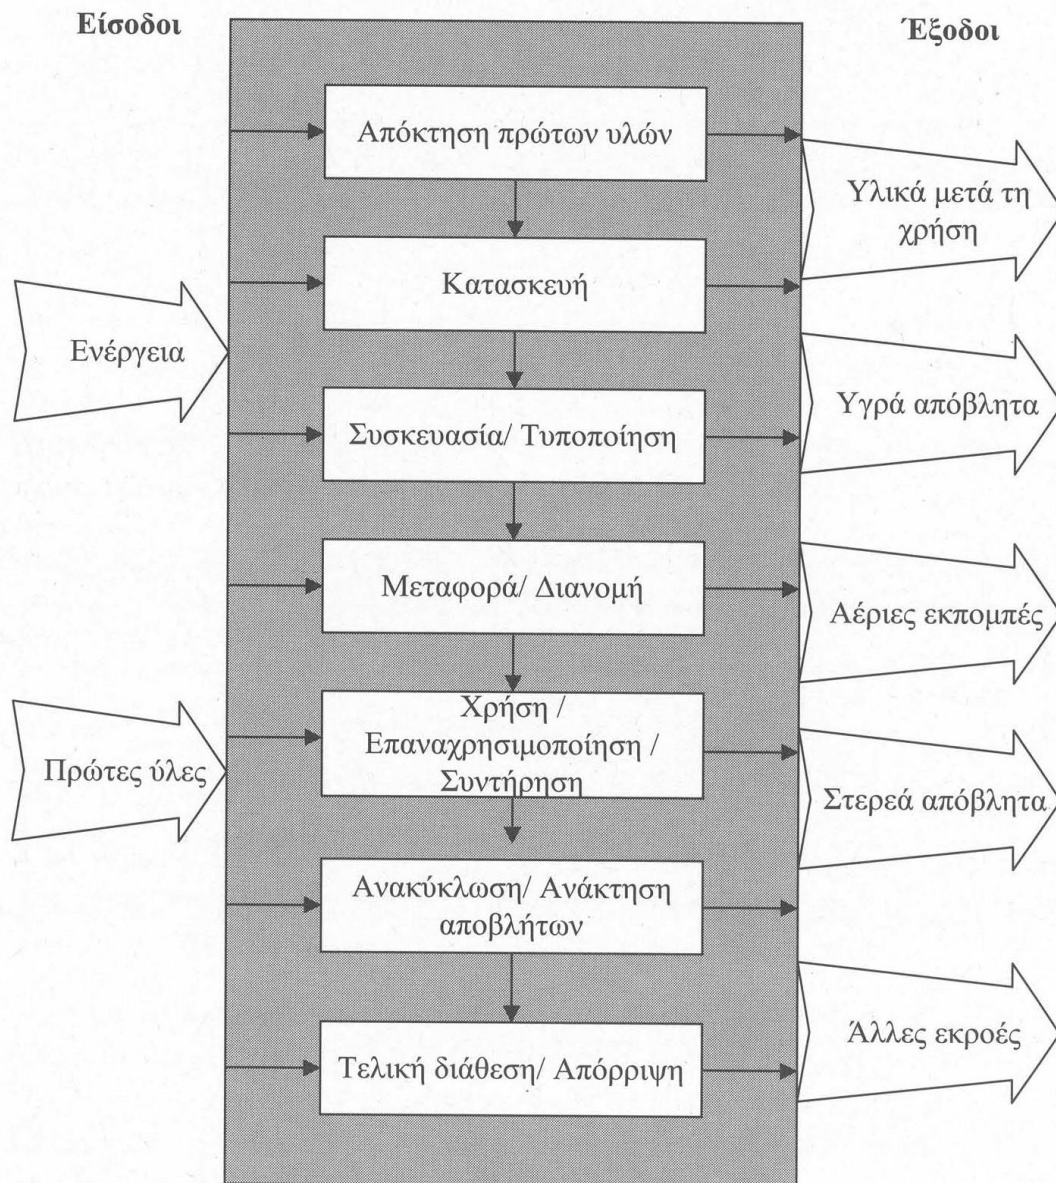 Είσοδοι
Έξοδοι
Απόκτηση πρώτων υλών
Υλικά μετά τη
χρήση
Κατασκευή
Ενέργεια
Υγρά απόβλητα
Συσκευασία/ Τυποποίηση
Μεταφορά/ Διανομή
Αέριες εκπομπές
Χρήση /
Επαναχρησιμοποίηση /
Συντήρηση
Πρώτες ύλες
Στερεά απόβλητα
Ανακύκλωση/ Ανάκτηση
αποβλήτων
Άλλες εκροές
Τελική διάθεση/ Απόρριψη